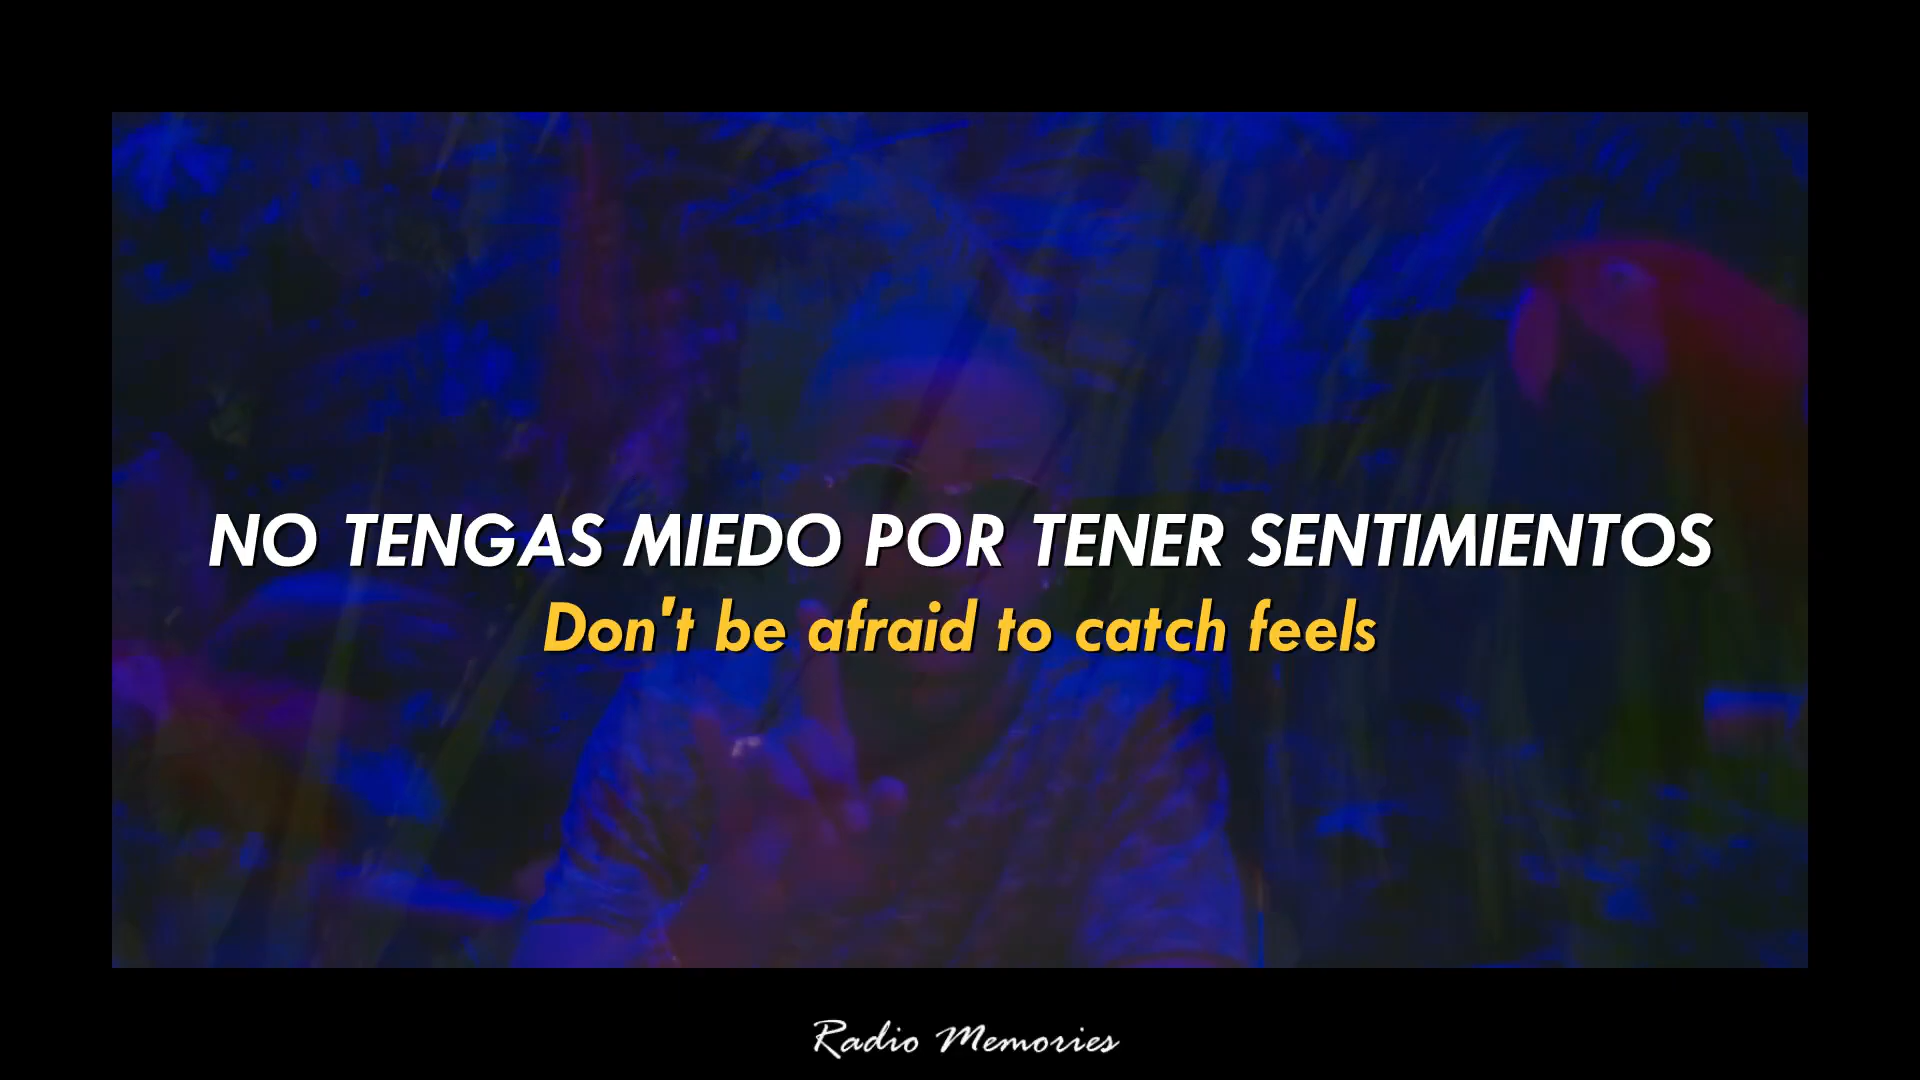 NO TENGAS MIEDO POR TENER SENTIMIENTOS
Don't be afraid to catch feels
Radio Memories